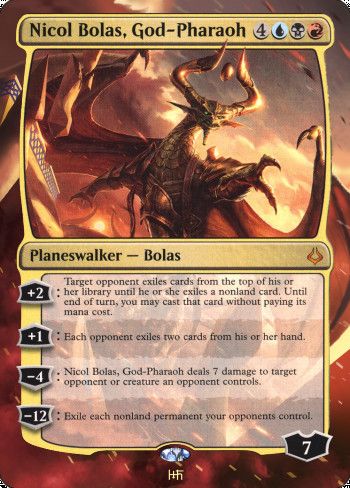 Nicol Bolas, God-Pharaoh 4
Planeswalker — Bolas
+2: Target opponent exiles cards from the top of his or
her library until he or she exiles a nonland card. Until
end of turn, you may cast that card without paying its
mana cost.
+1: Each opponent exiles two cards from his or her hand.
-4: Nicol Bolas, God-Pharaoh deals 7 damage to target
opponent or creature an opponent controls.
-12: Exile each nonland permanent your opponents control.
7